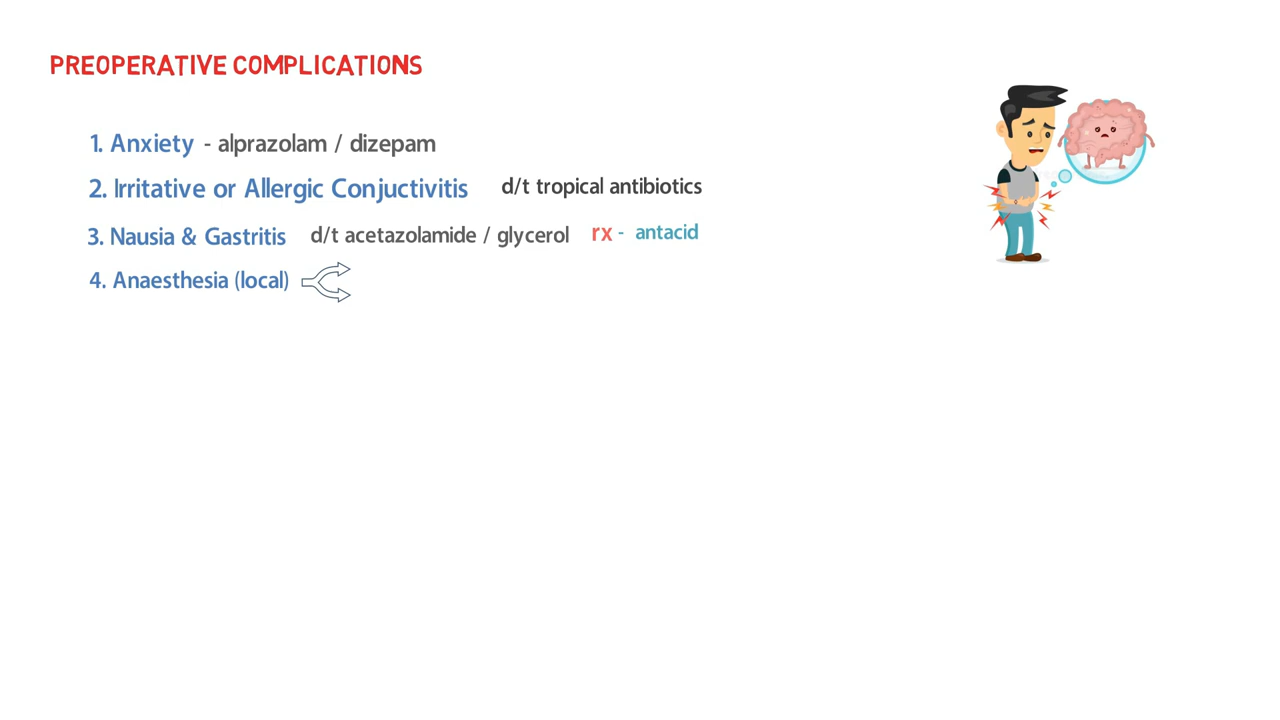 PREOPERATIVE COMPLICATIONS
1. Anxiety - alprazolam / dizepam
2. Irritative or Allergic Conjuctivitis d/t tropical antibiotics
3. Nausia & Gastritis d/t acetazolamide / glycerol rx - antacid
4. Anaesthesia (local)